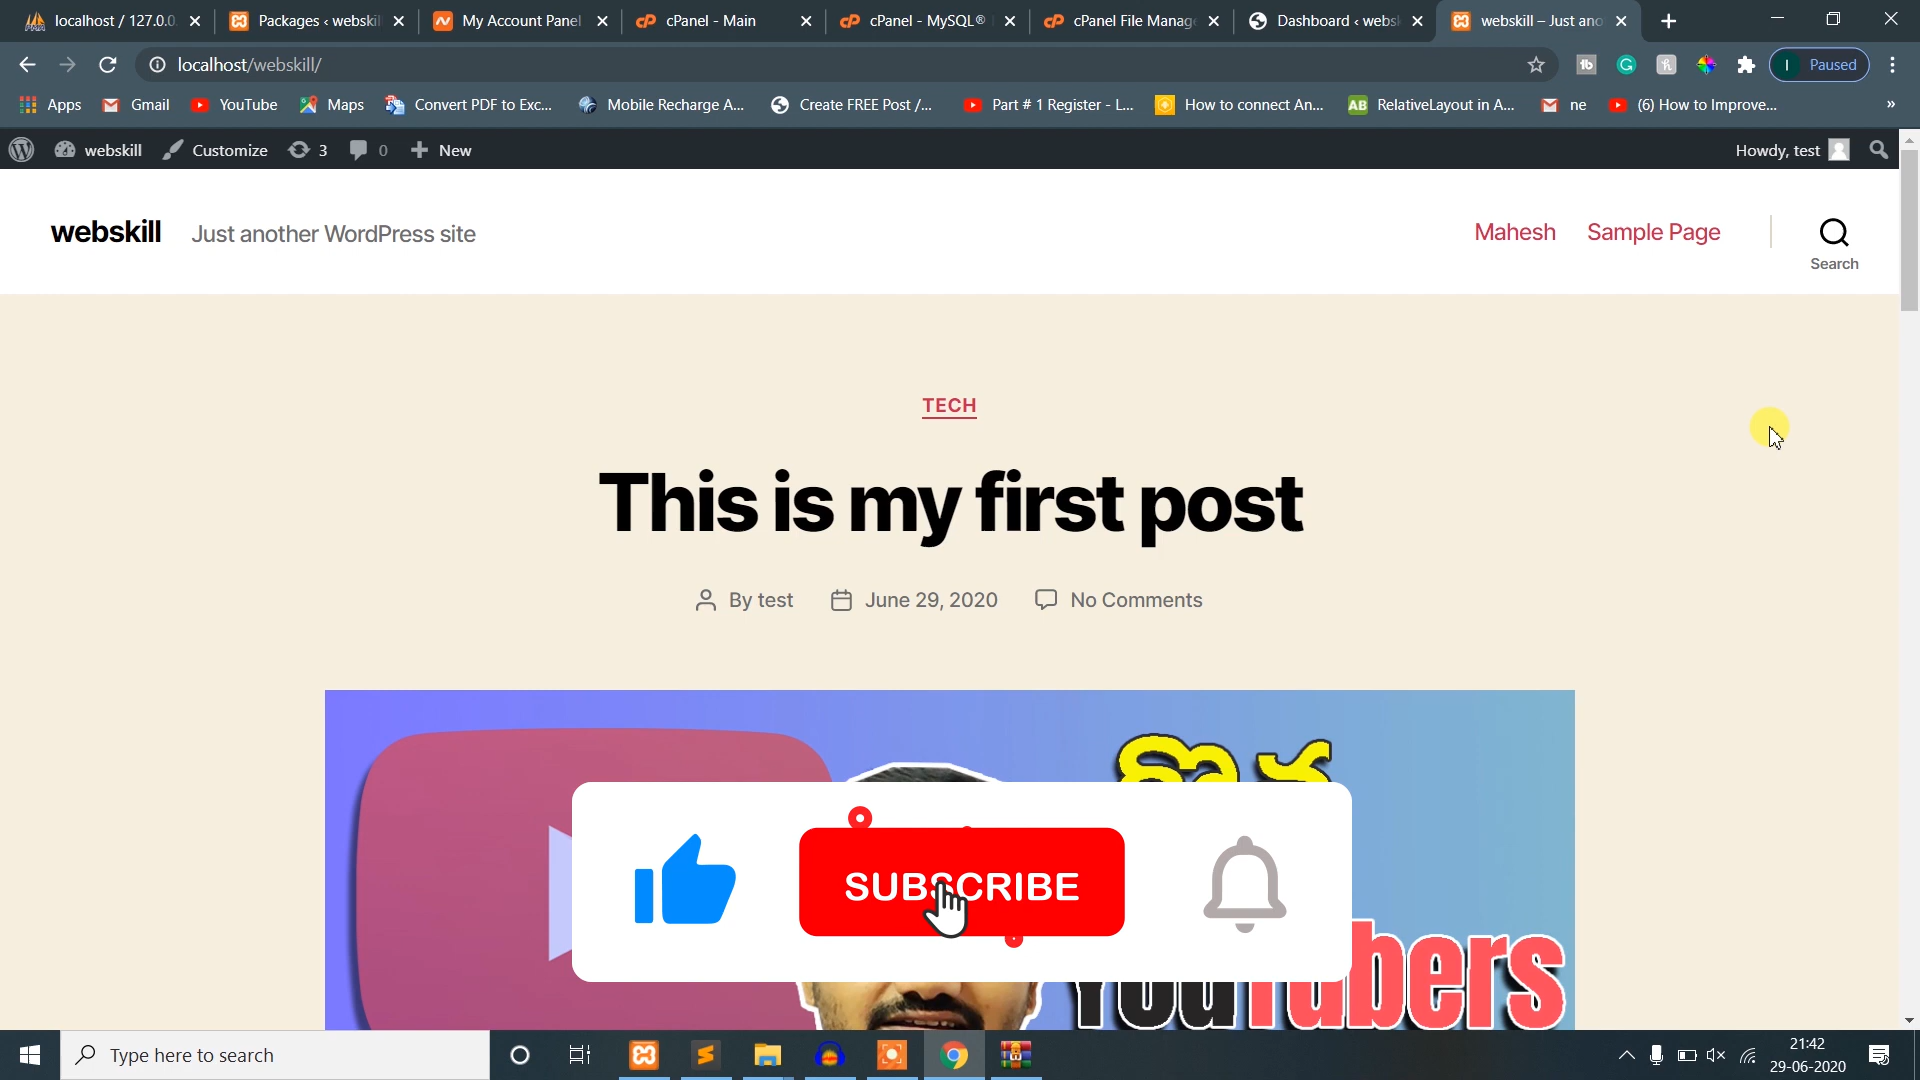 localhost / 127.0.0. Packages ‹ webskil My Account Panel cPanel - Main cPanel - MySQL® cPanel File Manag Dashboard ‹ webs webskill – Just ano
localhost/webskill/ Paused
Apps Gmail YouTube Maps Convert PDF to Exc... Mobile Recharge A... Create FREE Post /... Part # 1 Register - L... How to connect An... RelativeLayout in A... ne (6) How to Improve... »
webskill Customize 3 0 New Howdy, test
webskill Just another WordPress site Mahesh Sample Page
Search
TECH
This is my first post
By test June 29, 2020 No Comments
SUBSCRIBE
YouTubers
Type here to search
21:42
29-06-2020